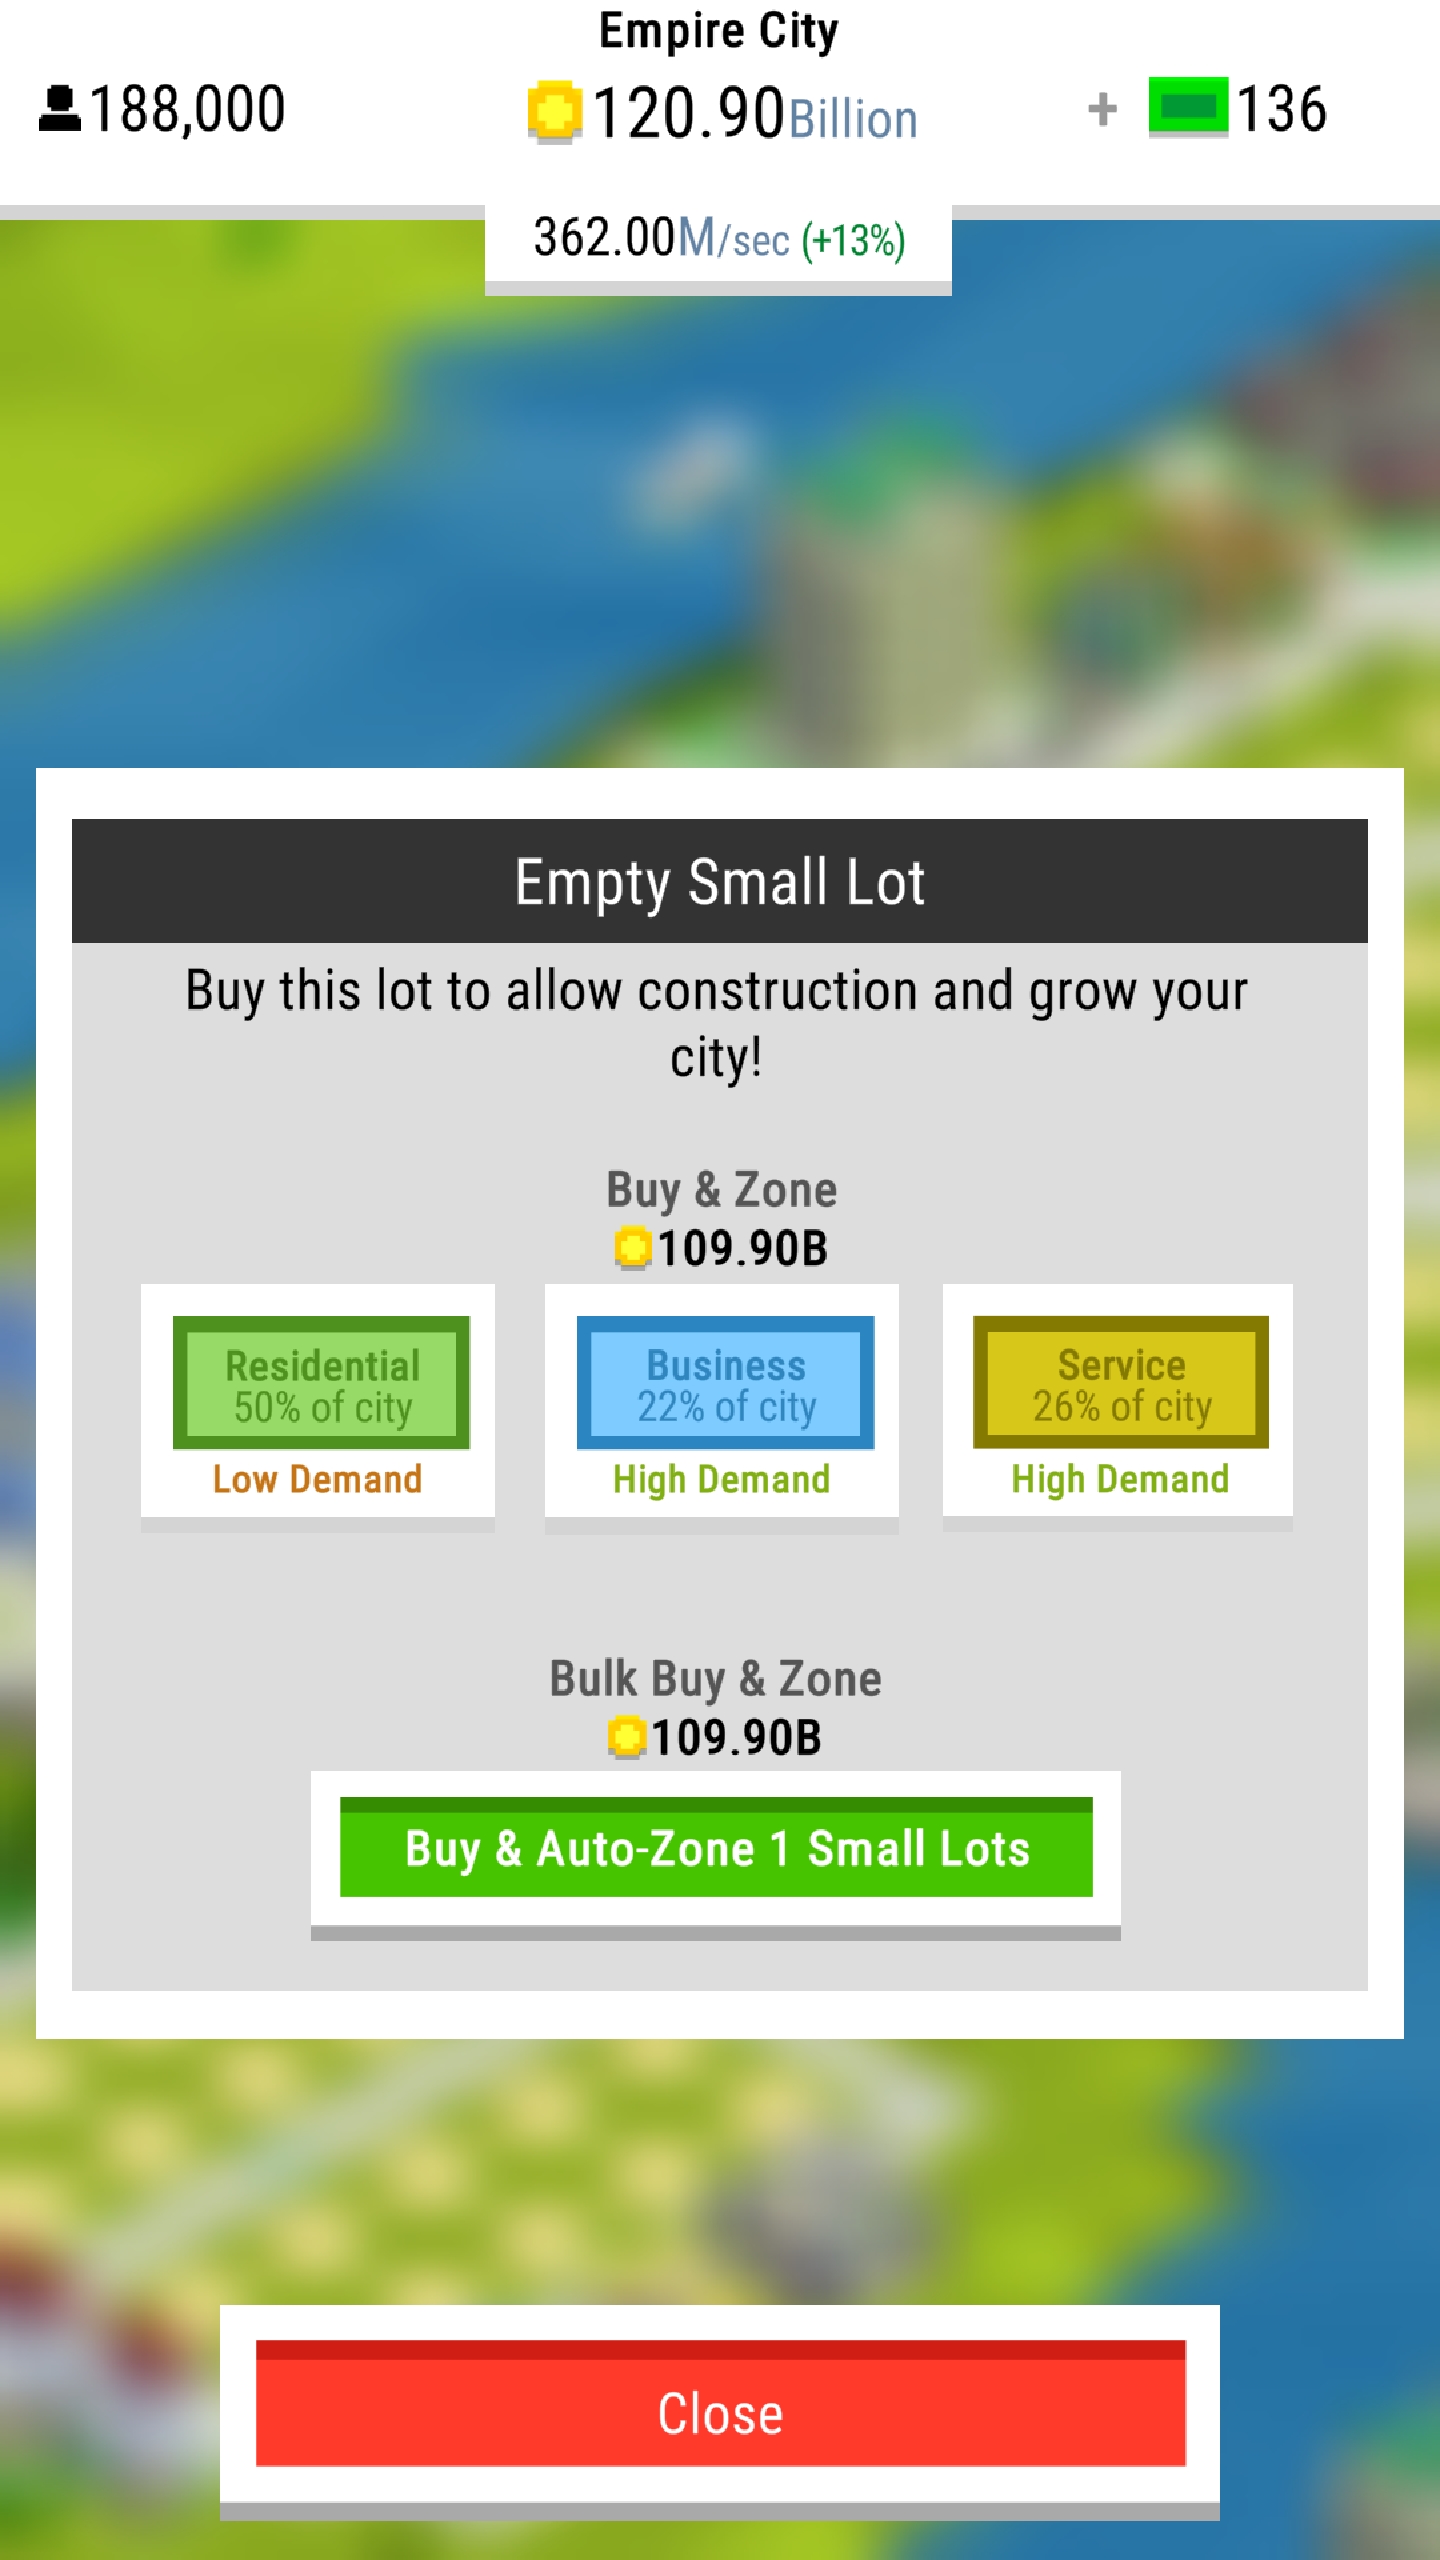 Empire City
188,000
120.90Billion
+ 136
362.00M/sec (+13%)
Empty Small Lot
Buy this lot to allow construction and grow your
city!
Buy & Zone
109.90B
Residential
50% of city
Low Demand
Business
22% of city
High Demand
Service
26% of city
High Demand
Bulk Buy & Zone
109.90B
Buy & Auto-Zone 1 Small Lots
Close